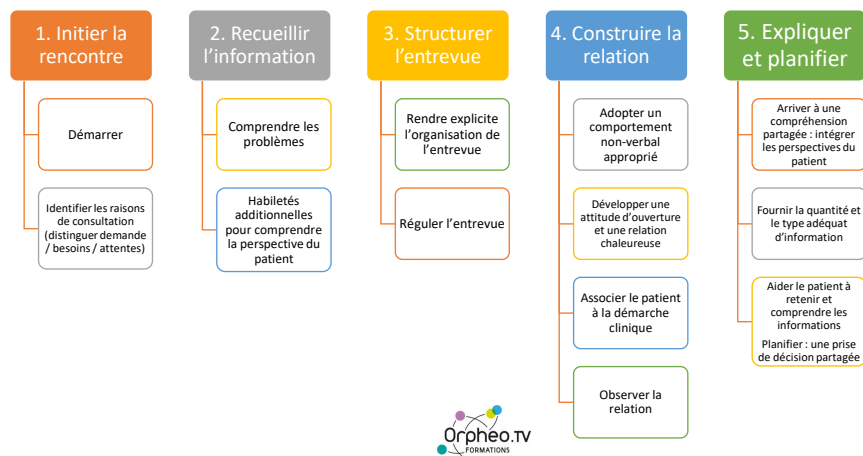 1. Initier la
rencontre
Démarrer
Identifier les raisons
de consultation
(distinguer demande
/ besoins / attentes)
2. Recueillir
l'information
Comprendre les
problèmes
Habiletés
additionnelles
pour comprendre
la perspective du
patient
3. Structurer
l'entrevue
Rendre explicite
l'organisation de
l'entrevue
Réguler l'entrevue
4. Construire la
relation
Adopter un
comportement
non-verbal
approprié
Développer une
attitude d'ouverture
et une relation
chaleureuse
Associer le patient
à la démarche
clinique
Observer la
relation
5. Expliquer
et planifier
Arriver à une
compréhension
partagée : intégrer
les perspectives du
patient
Fournir la quantité et
le type adéquat
d'information
Aider le patient à
retenir et
comprendre les
informations
Planifier : une prise
de décision partagée
Orpheo.tv
FORMATIONS